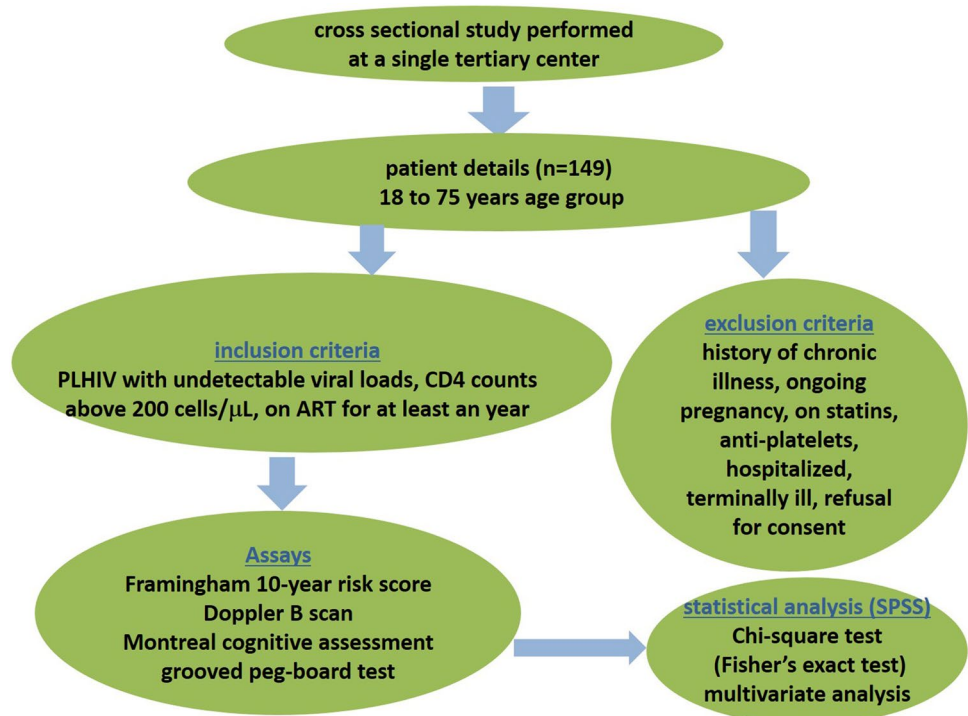 cross sectional study performed
at a single tertiary center
patient details (n=149)
18 to 75 years age group
inclusion criteria
PLHIV with undetectable viral loads, CD4 counts
above 200 cells/μL, on ART for at least an year
exclusion criteria
history of chronic
illness, ongoing
pregnancy, on statins,
anti-platelets,
hospitalized,
terminally ill, refusal
for consent
Assays
Framingham 10-year risk score
Doppler B scan
Montreal cognitive assessment
grooved peg-board test
statistical analysis (SPSS)
Chi-square test
(Fisher's exact test)
multivariate analysis